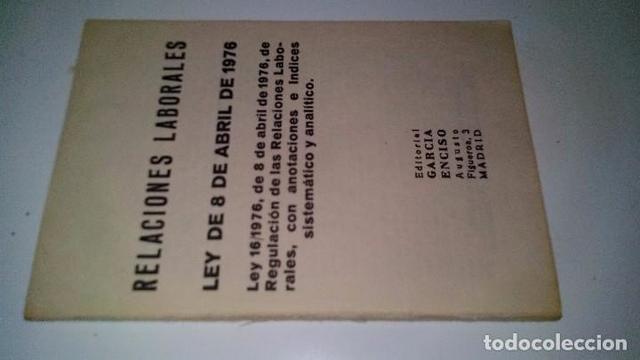 RELACIONES LABORALES
LEY DE 8 DE ABRIL DE 1976
Ley 16/1976, de 8 de abril de 1976, de
Regulación de las Relaciones Labo-
rales, con anotaciones e Indices
sistemático y analítico.
Editorial
GARCIA
ENCISO
Augusto
Figueroa, 3
MADRID
todocoleccion